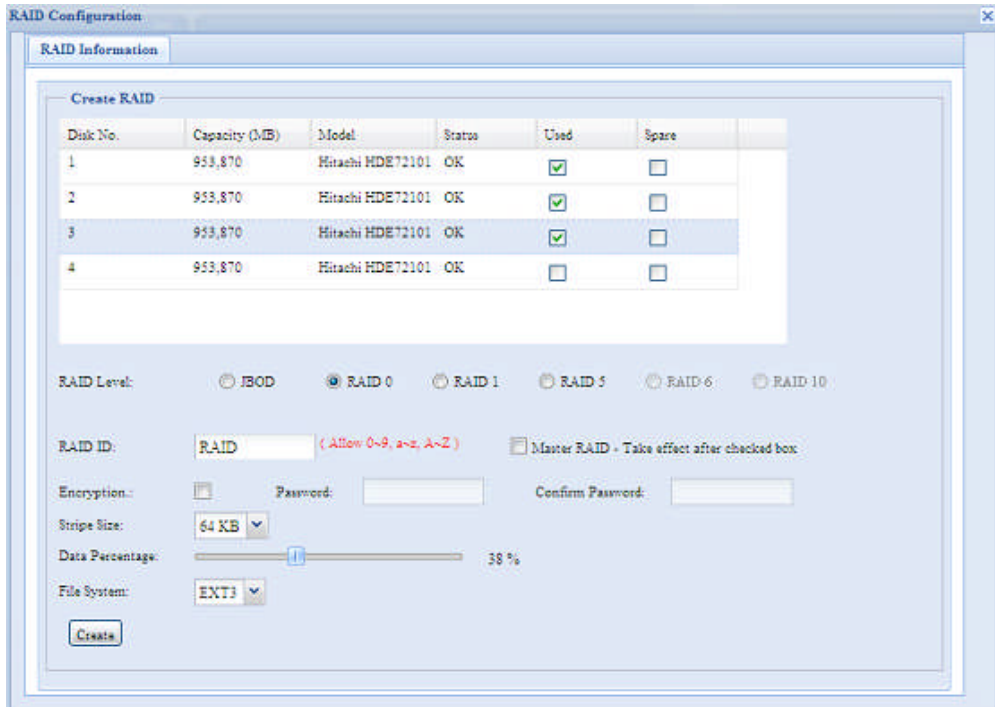 RAID Configuration
RAID Information
Create RAID
Disk No. Capacity (MB) Model Status Used Spare
1 953,870 Hitachi HDE72101 OK
2 953,870 Hitachi HDE72101 OK
3 953,870 Hitachi HDE72101 OK
4 953,870 Hitachi HDE72101 OK
RAID Level: JBOD RAID 0 RAID 1 RAID 5 RAID 6 RAID 10
RAID ID: RAID ( Allow 0~9, a~z, A~Z ) Master RAID - Take effect after checked box
Encryption.: Password: Confirm Password:
Stripe Size: 64 KB
Data Percentage: 38 %
File System: EXT3
Create